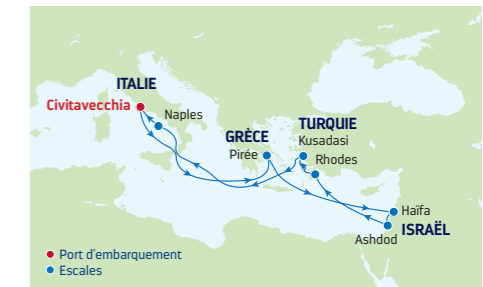 ITALIE
Civitavecchia
Naples
GRÈCE
Pirée
TURQUIE
Kusadasi
Rhodes
Haïfa
ISRAËL
Ashdod
Port d'embarquement
Escales